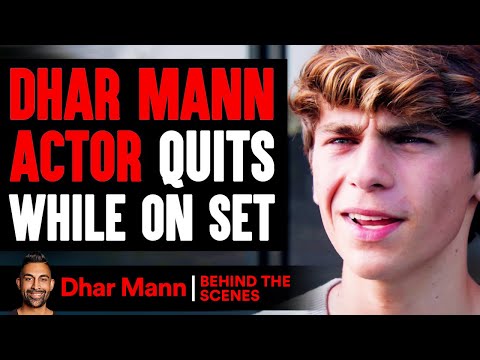 DHAR MANN
ACTOR QUITS
WHILE ON SET
Dhar Mann
BEHIND THE
SCENES